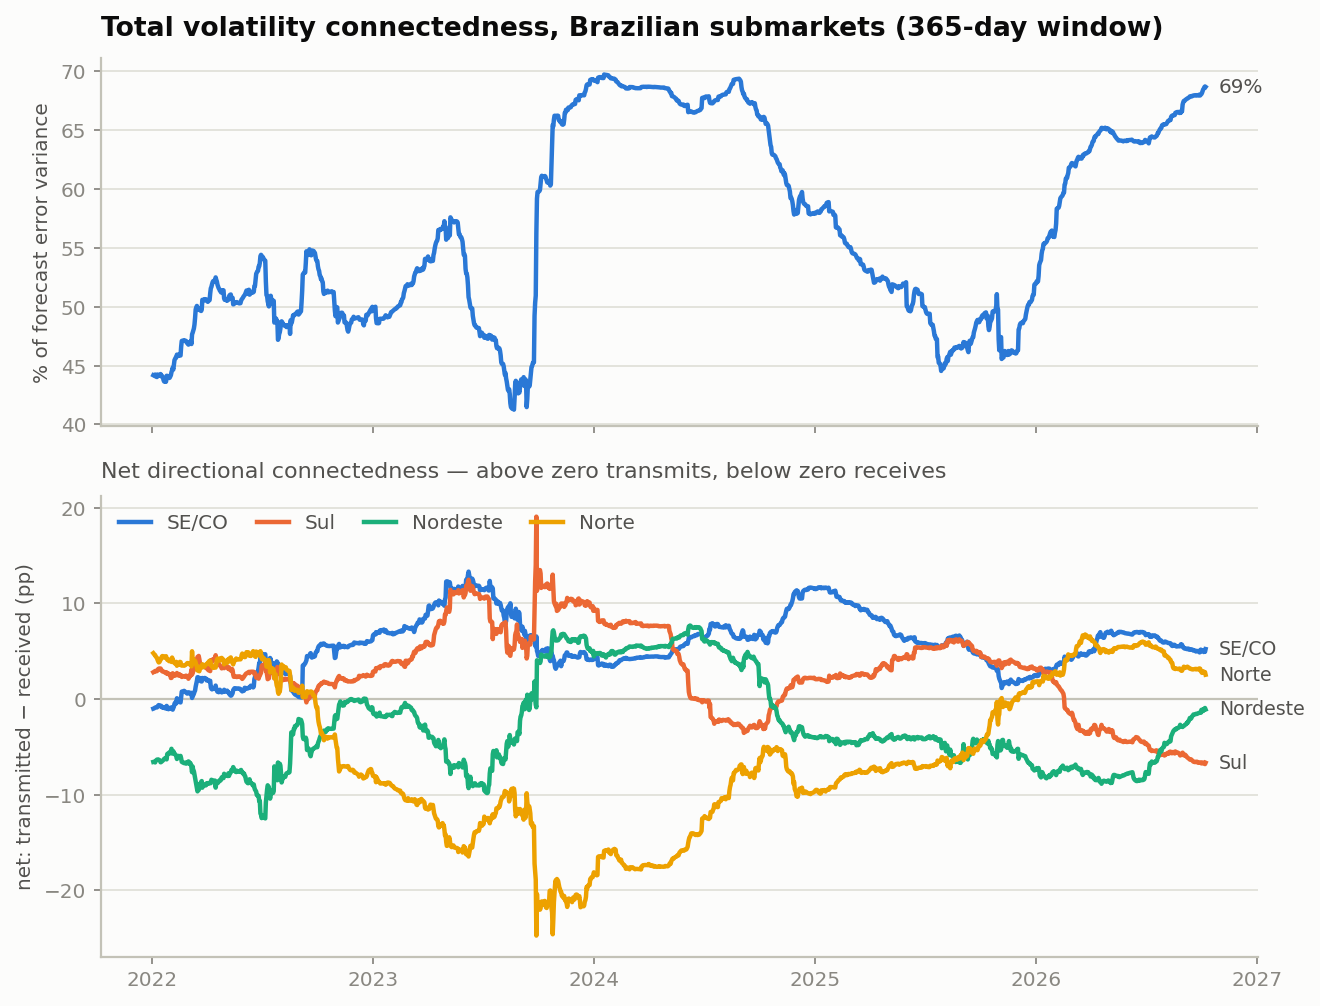 Total volatility connectedness, Brazilian submarkets (365-day window)
% of forecast error variance
70
65
60
55
50
45
40
69%
Net directional connectedness — above zero transmits, below zero receives
net: transmitted − received (pp)
20
10
0
−10
−20
SE/CO Sul Nordeste Norte
SE/CO
Norte
Nordeste
Sul
2022 2023 2024 2025 2026 2027